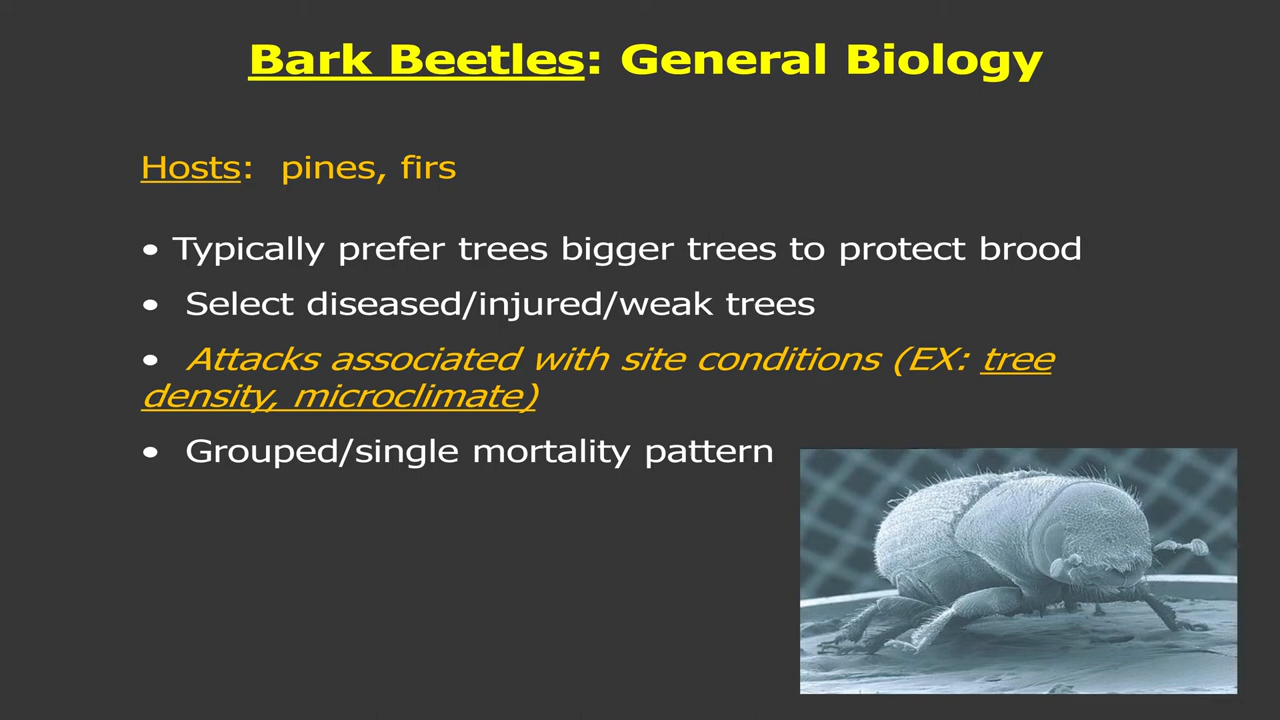 Bark Beetles: General Biology
Hosts: pines, firs
• Typically prefer trees bigger trees to protect brood
• Select diseased/injured/weak trees
• Attacks associated with site conditions (EX: tree
density, microclimate)
• Grouped/single mortality pattern